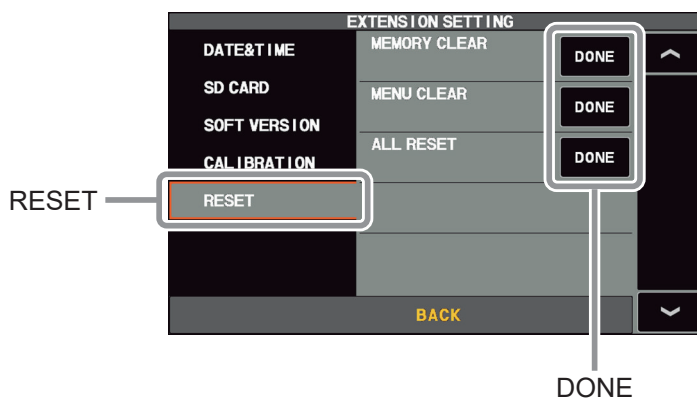 EXTENSION SETTING
DATE&TIME
SD CARD
SOFT VERSION
CALIBRATION
RESET
MEMORY CLEAR DONE
MENU CLEAR DONE
ALL RESET DONE
BACK
RESET
DONE